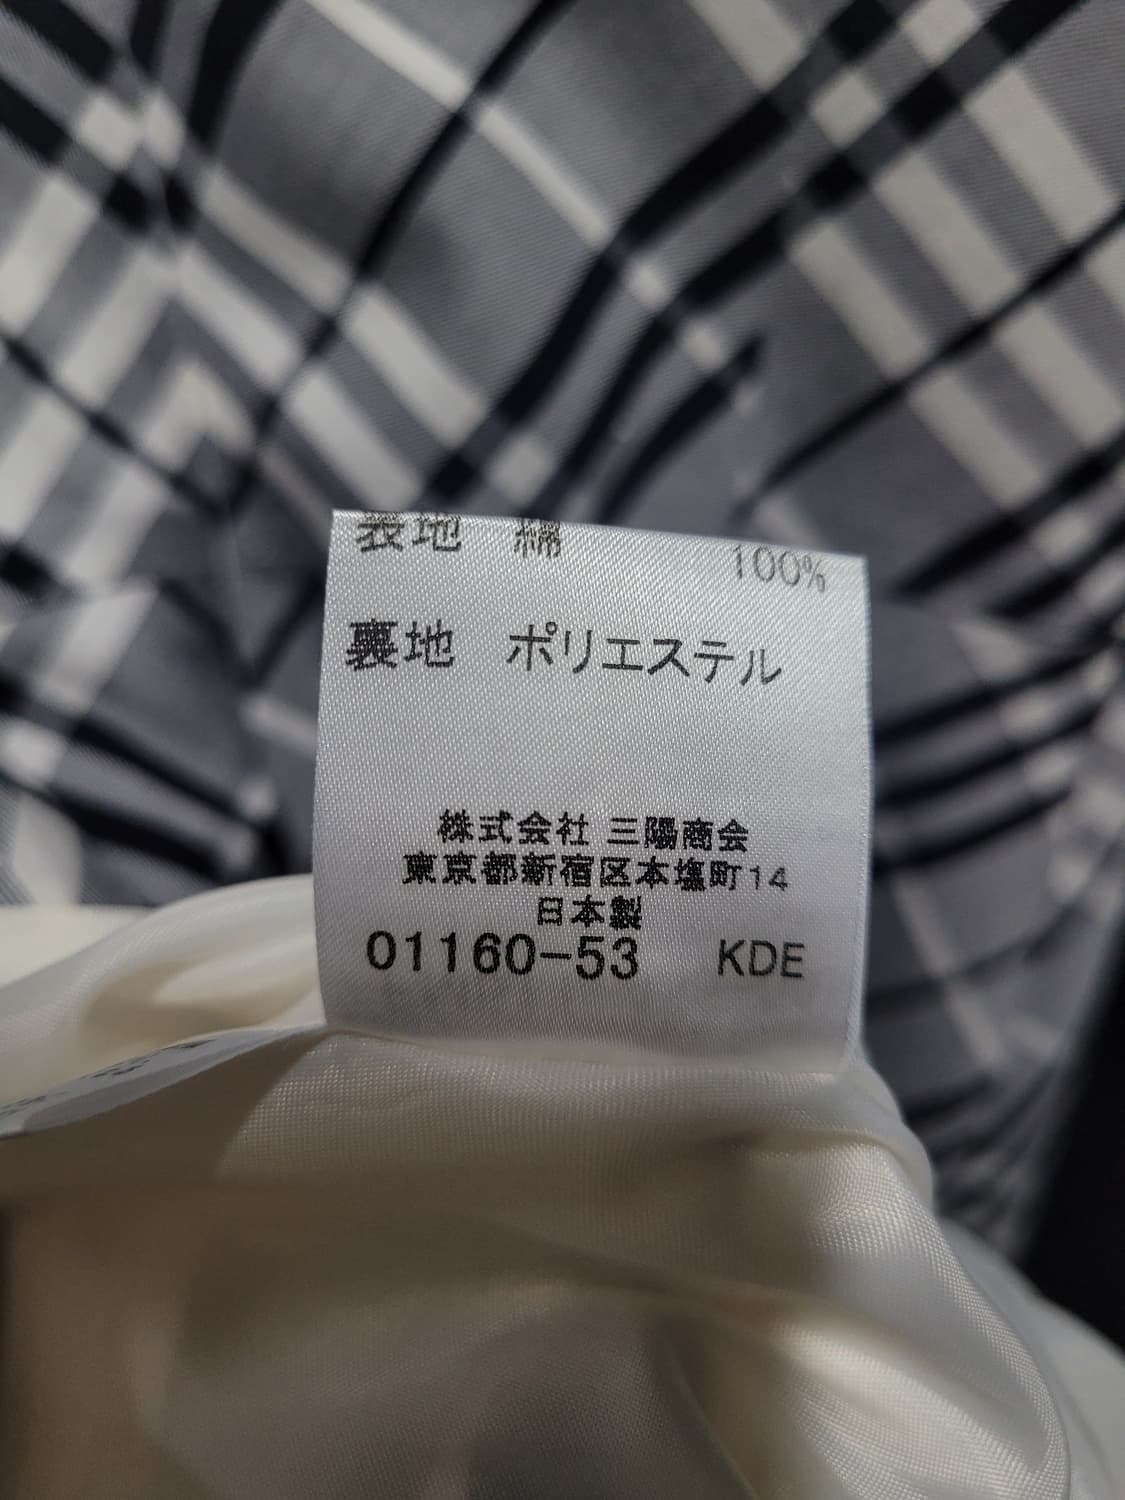 表地 綿 100%
裏地 ポリエステル
株式会社 三陽商会
東京都新宿区本塩町14
日本製
01160-53 KDE